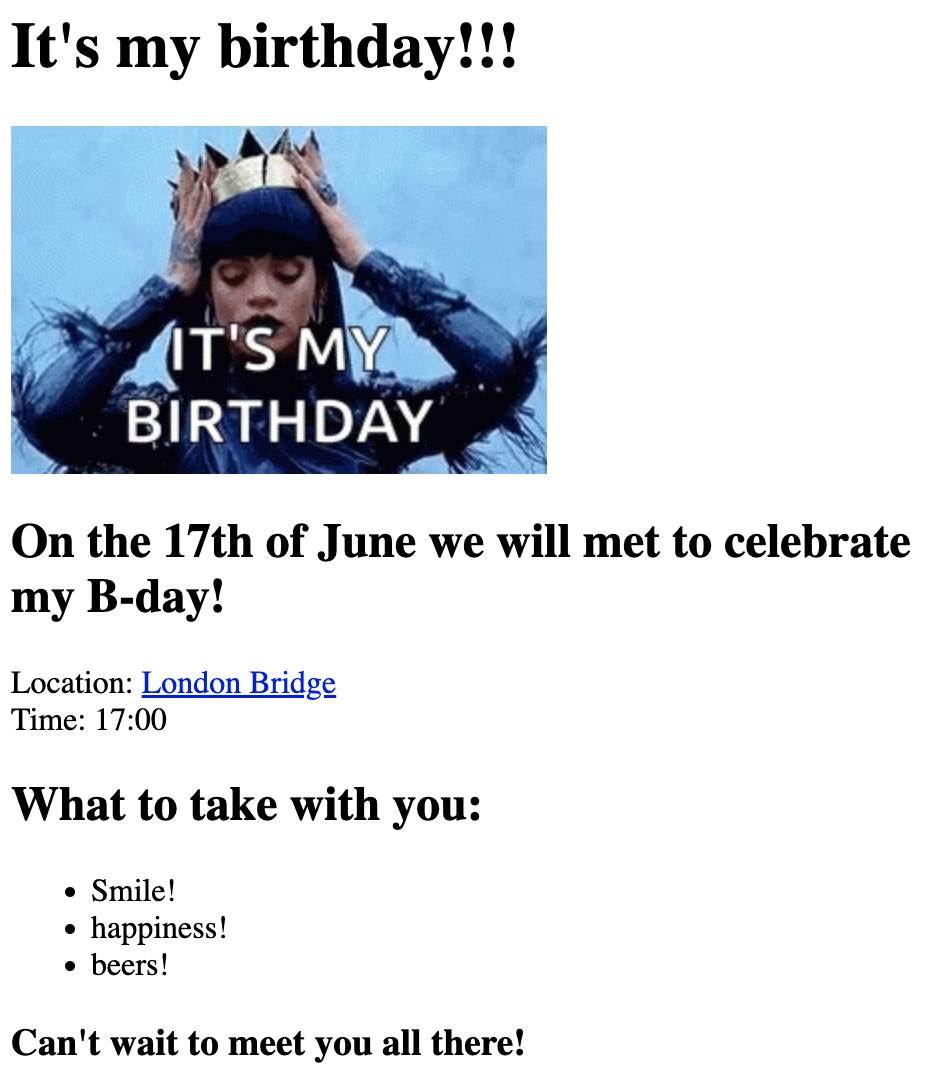 It's my birthday!!!
IT'S MY
BIRTHDAY
On the 17th of June we will met to celebrate
my B-day!
Location: London Bridge
Time: 17:00
What to take with you:
• Smile!
• happiness!
• beers!
Can't wait to meet you all there!